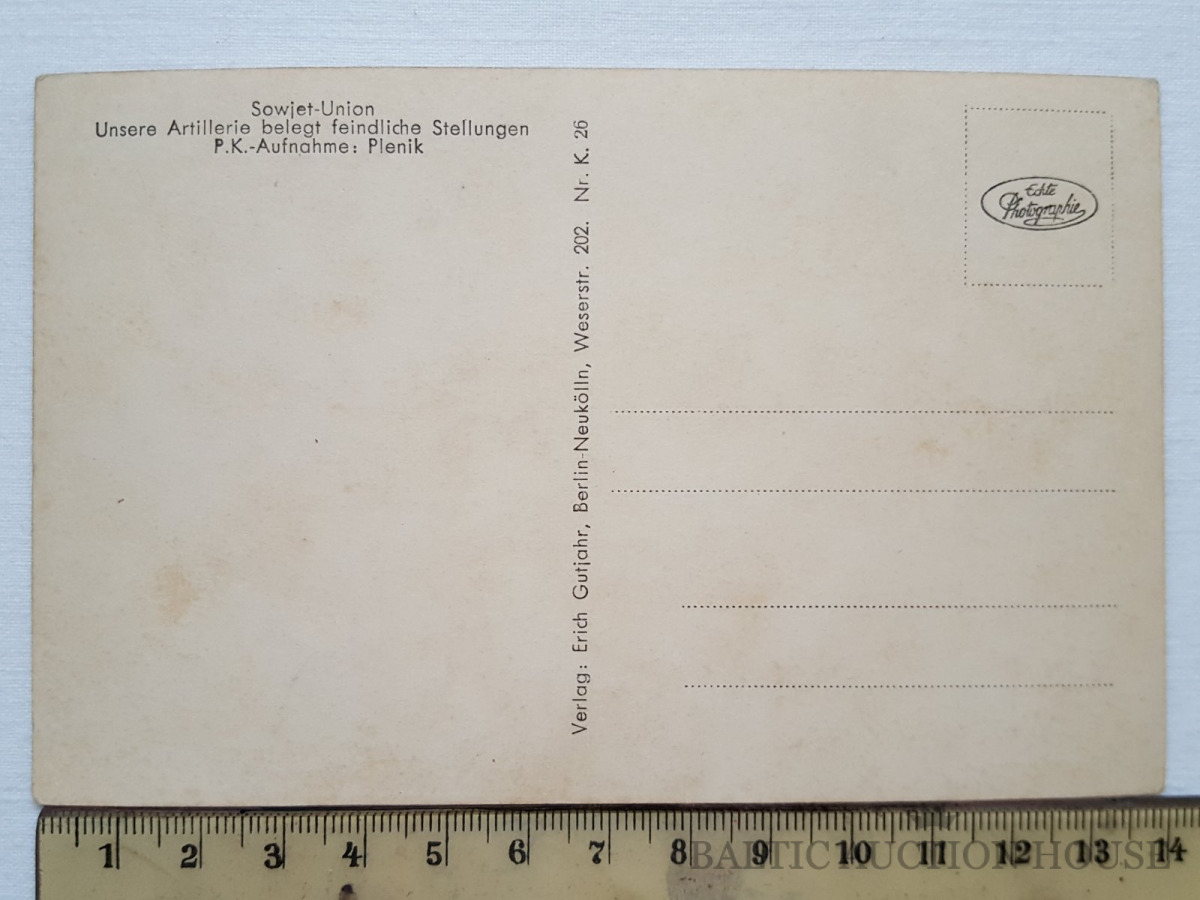 Sowjet-Union
Unsere Artillerie belegt feindliche Stellungen
P.K.-Aufnahme: Plenik
Verlag: Erich Gutjahr, Berlin-Neukölln, Weserstr. 202. Nr. K. 26
Echte
Photographie
1 2 3 4 5 6 7 8 9 10 11 12 13 14
BALTIC AUCTION HOUSE